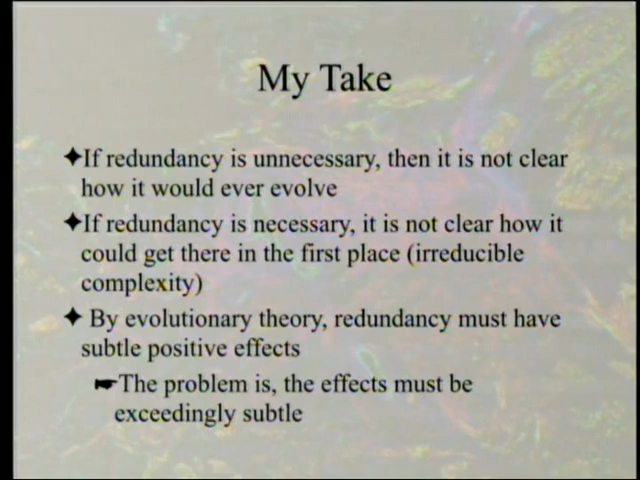 My Take
If redundancy is unnecessary, then it is not clear
how it would ever evolve
If redundancy is necessary, it is not clear how it
could get there in the first place (irreducible
complexity)
By evolutionary theory, redundancy must have
subtle positive effects
The problem is, the effects must be
exceedingly subtle